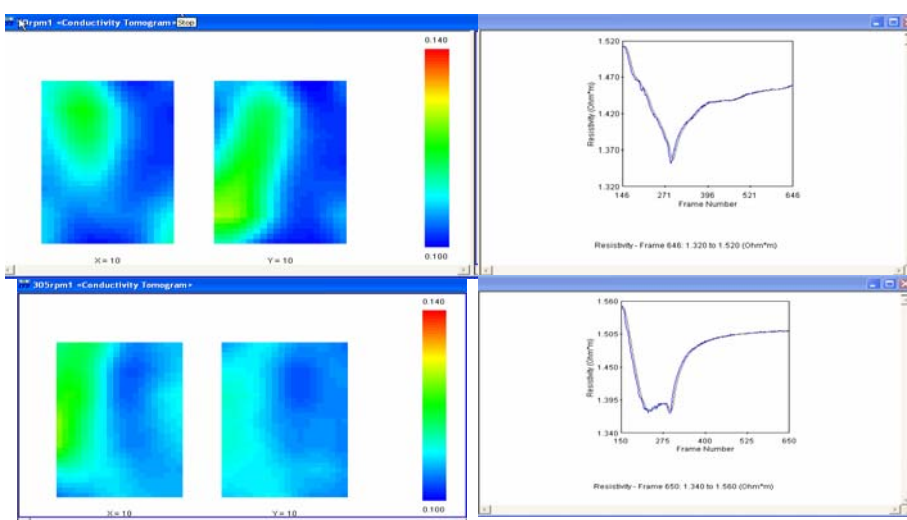 rpm1 <Conductivity Tomogram> Stop
0.140
0.100
X = 10
Y = 10
1.520
1.470
1.420
1.370
1.320
Resistivity (Ohm*m)
146 271 396 521 646
Frame Number
Resistivity - Frame 646: 1.320 to 1.520 (Ohm*m)
305rpm1 <Conductivity Tomogram>
0.140
0.100
X = 10
Y = 10
1.560
1.505
1.450
1.395
1.340
Resistivity (Ohm*m)
150 275 400 525 650
Frame Number
Resistivity - Frame 650: 1.340 to 1.560 (Ohm*m)